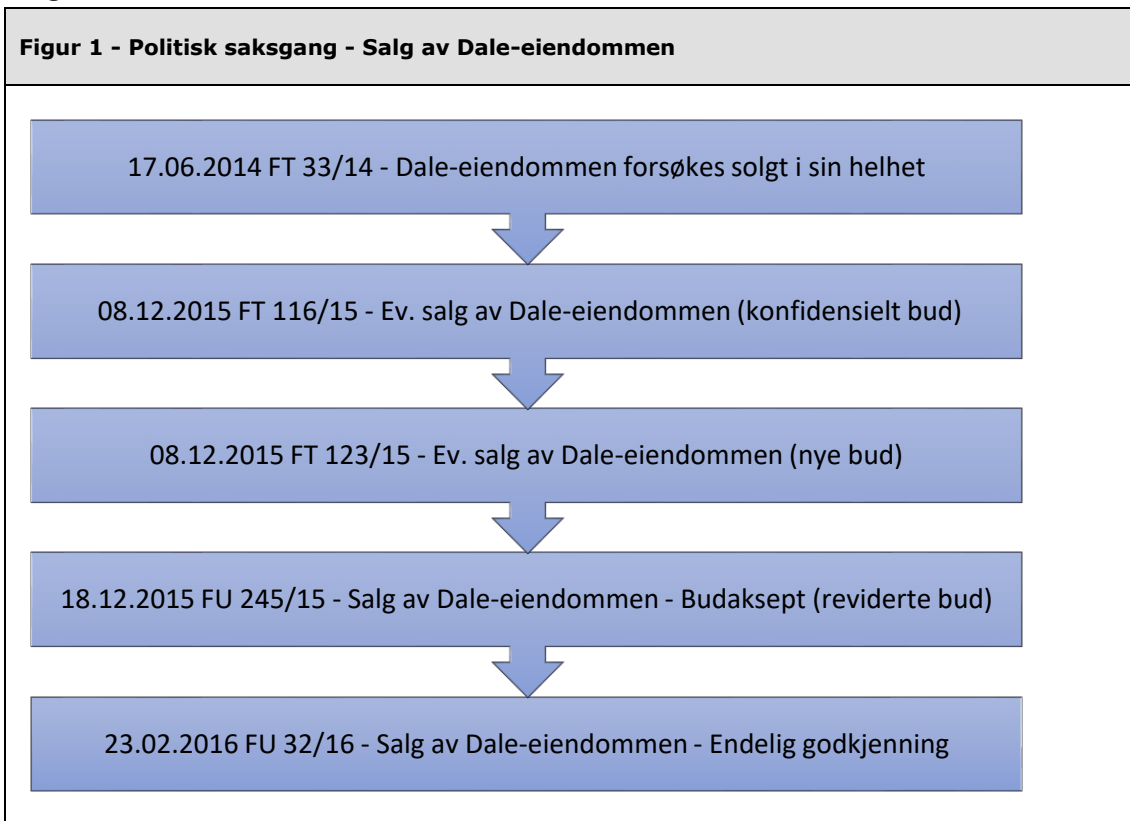 Figur 1 - Politisk saksgang - Salg av Dale-eiendommen
17.06.2014 FT 33/14 - Dale-eiendommen forsøkes solgt i sin helhet
08.12.2015 FT 116/15 - Ev. salg av Dale-eiendommen (konfidensielt bud)
08.12.2015 FT 123/15 - Ev. salg av Dale-eiendommen (nye bud)
18.12.2015 FU 245/15 - Salg av Dale-eiendommen - Budaksept (reviderte bud)
23.02.2016 FU 32/16 - Salg av Dale-eiendommen - Endelig godkjenning